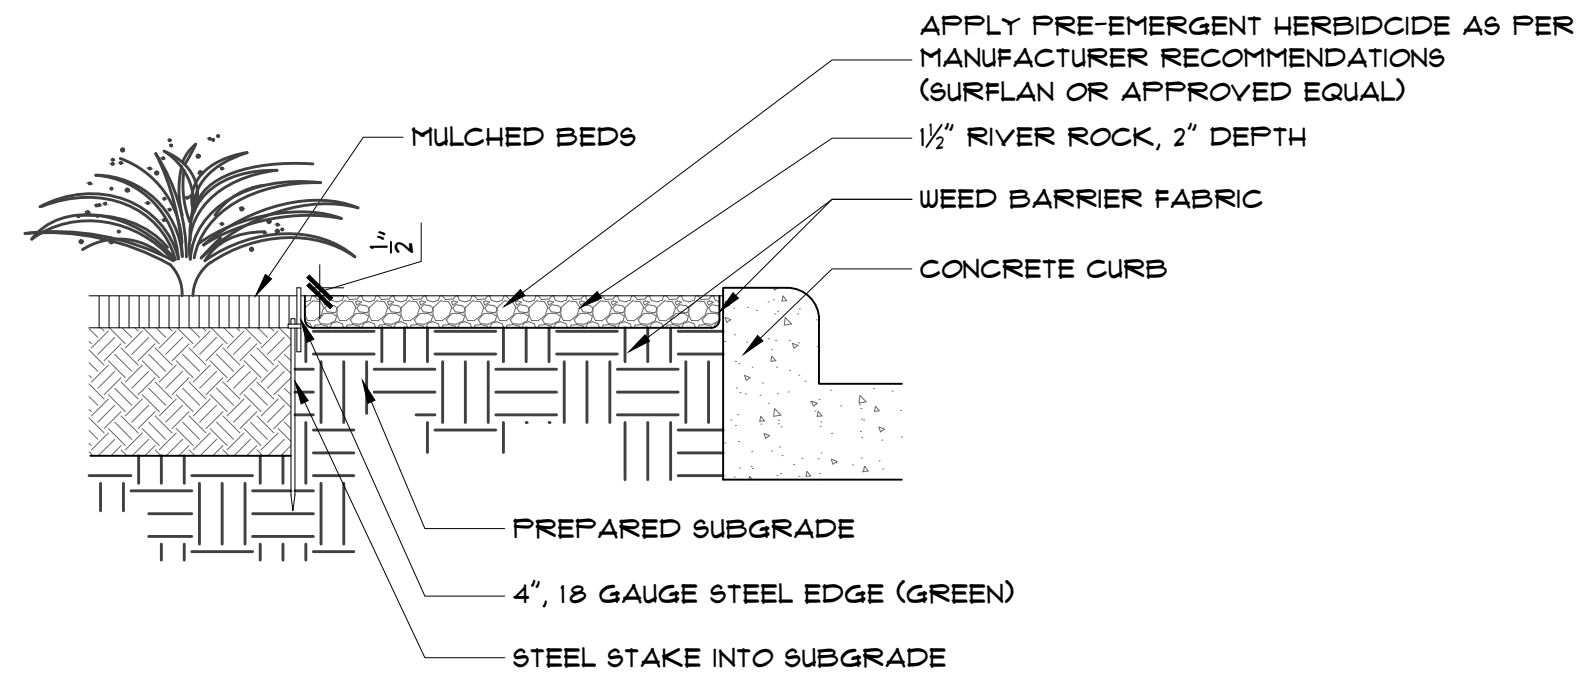 APPLY PRE-EMERGENT HERBIDCIDE AS PER
MANUFACTURER RECOMMENDATIONS
(SURFLAN OR APPROVED EQUAL)
MULCHED BEDS
1½" RIVER ROCK, 2" DEPTH
WEED BARRIER FABRIC
1"
2
CONCRETE CURB
PREPARED SUBGRADE
4", 18 GAUGE STEEL EDGE (GREEN)
STEEL STAKE INTO SUBGRADE